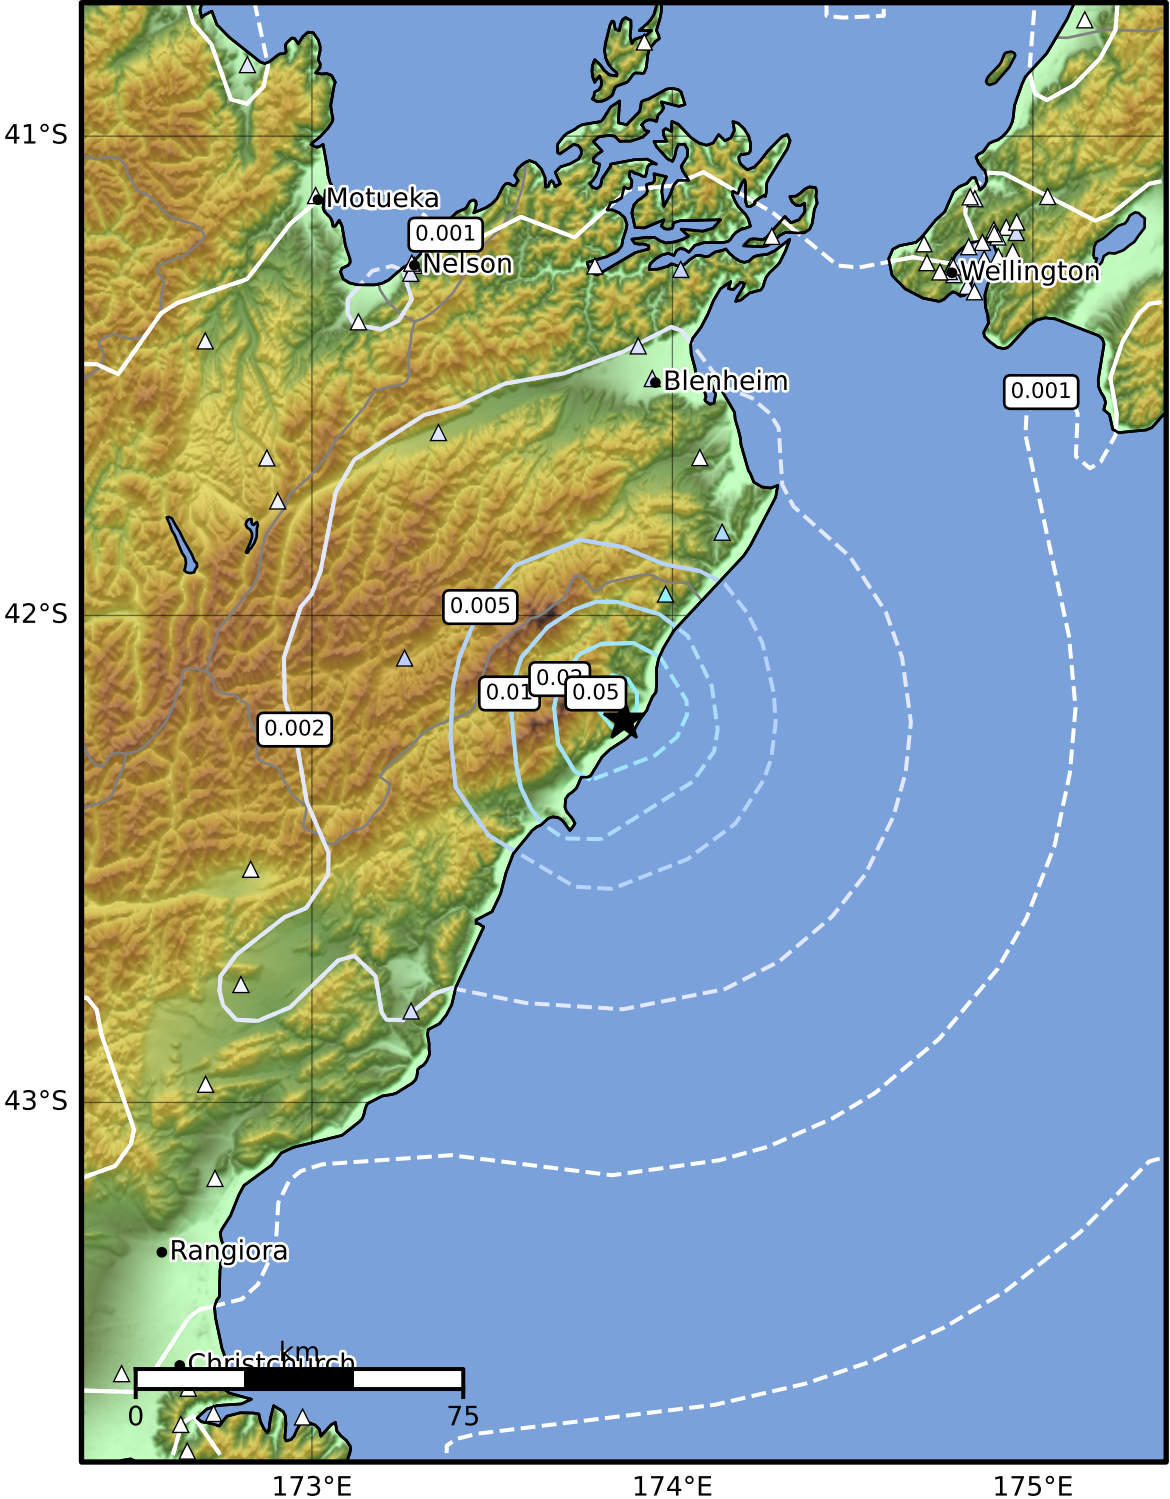 41°S
Motueka
0.001
Nelson
Wellington
Blenheim
0.001
42°S
0.005
0.01
0.05
0.002
43°S
Rangiora
km
Christchurch
0
75
173°E
174°E
175°E